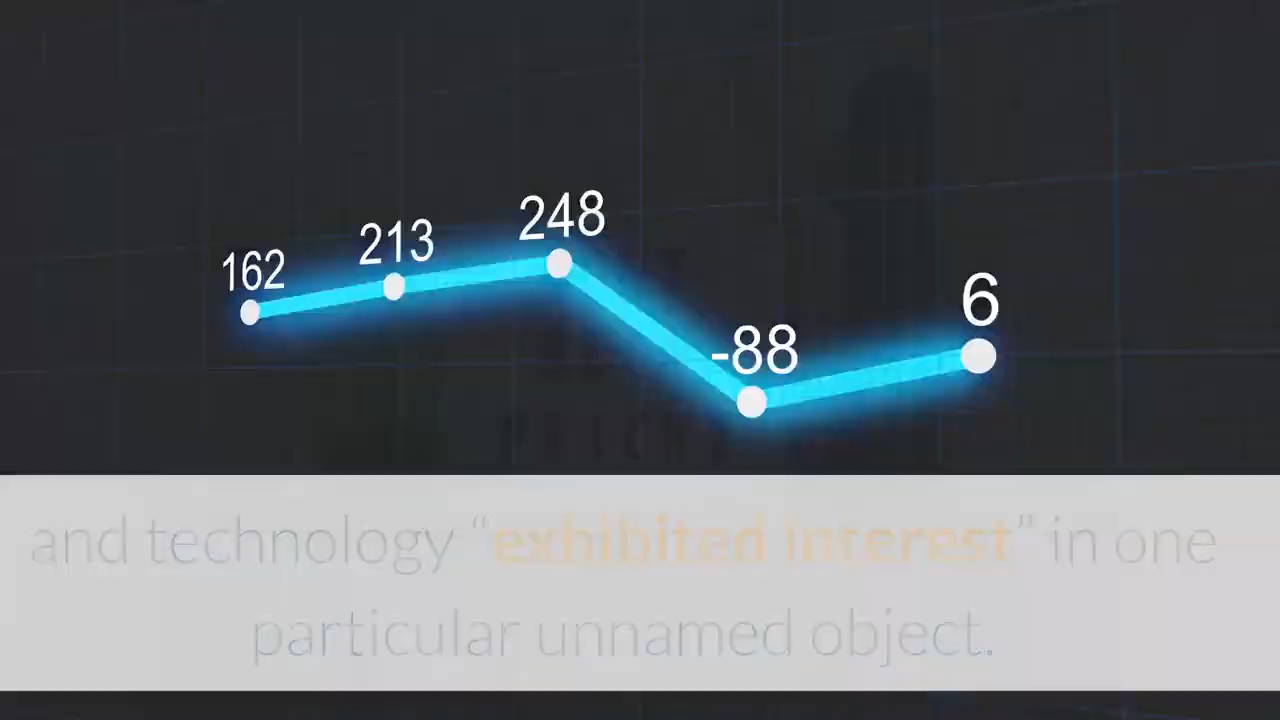 248
213
162
6
-88
and technology “exhibited interest” in one
particular unnamed object.